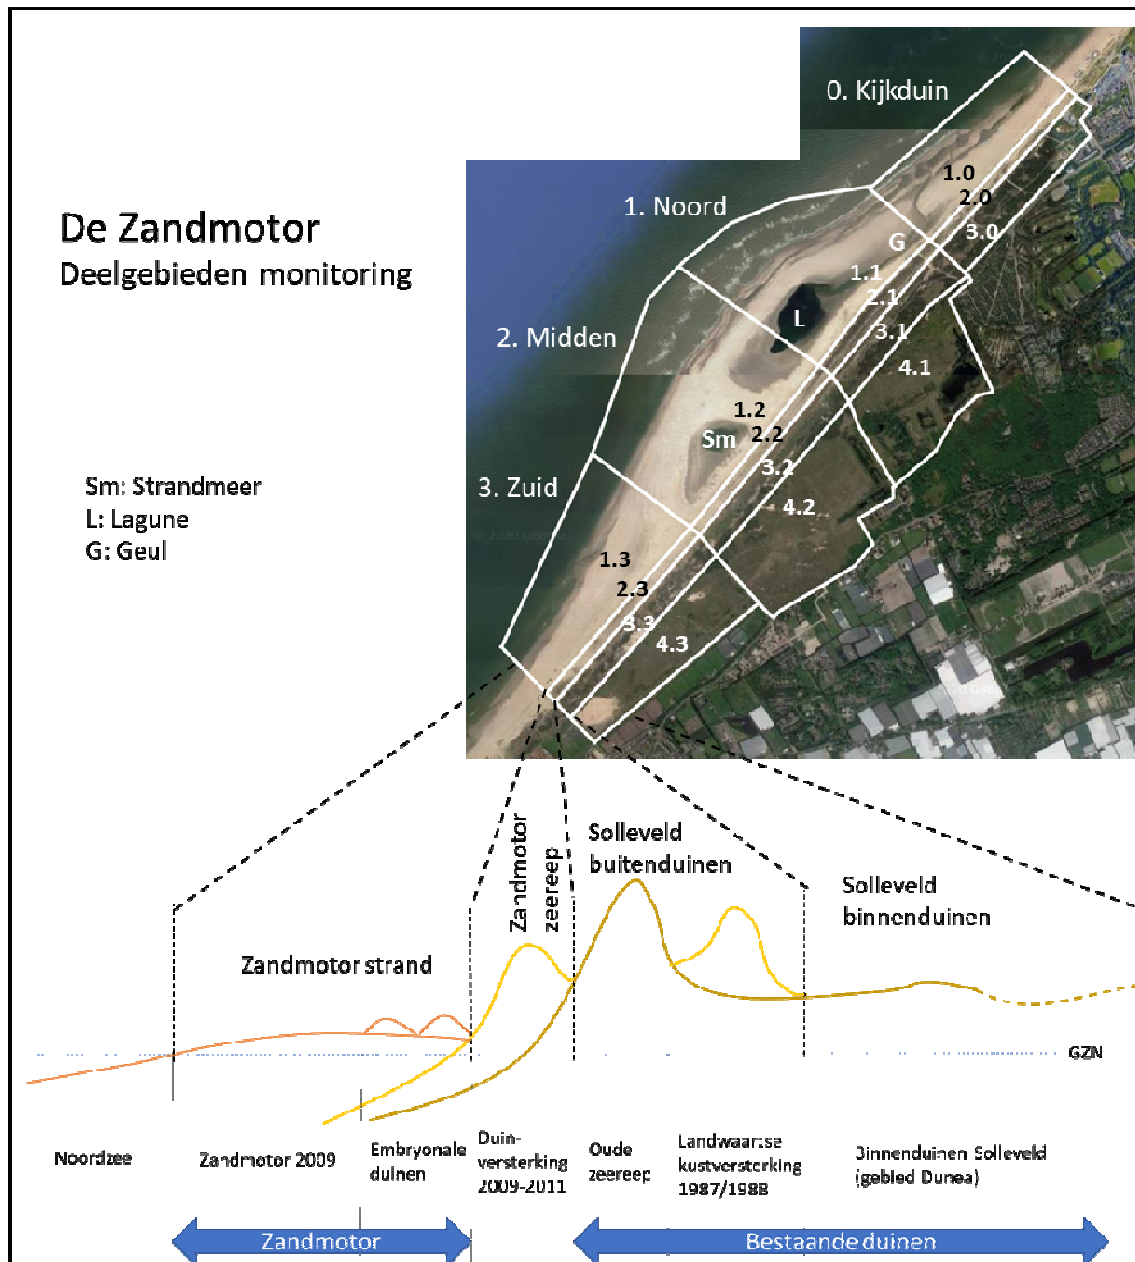 0. Kijkduin
1. Noord
2. Midden
3. Zuid
De Zandmotor
Deelgebieden monitoring
Sm: Strandmeer
L: Lagune
G: Geul
1.0
2.0
3.0
G
1.1
2.1
3.1
4.1
L
1.2
Sm
2.2
3.2
4.2
1.3
2.3
3.3
4.3
Zandmotor strand
Zandmotor
zeereep
Solleveld
buitenduinen
Solleveld
binnenduinen
GZN
Noordzee
Zandmotor 2009
Embryonale
duinen
Duin-
versterking
2009-2011
Oude
zeereep
Landwaartse
kustversterking
1987/1988
Binnenduinen Solleveld
(gebied Dunea)
Zandmotor
Bestaande duinen